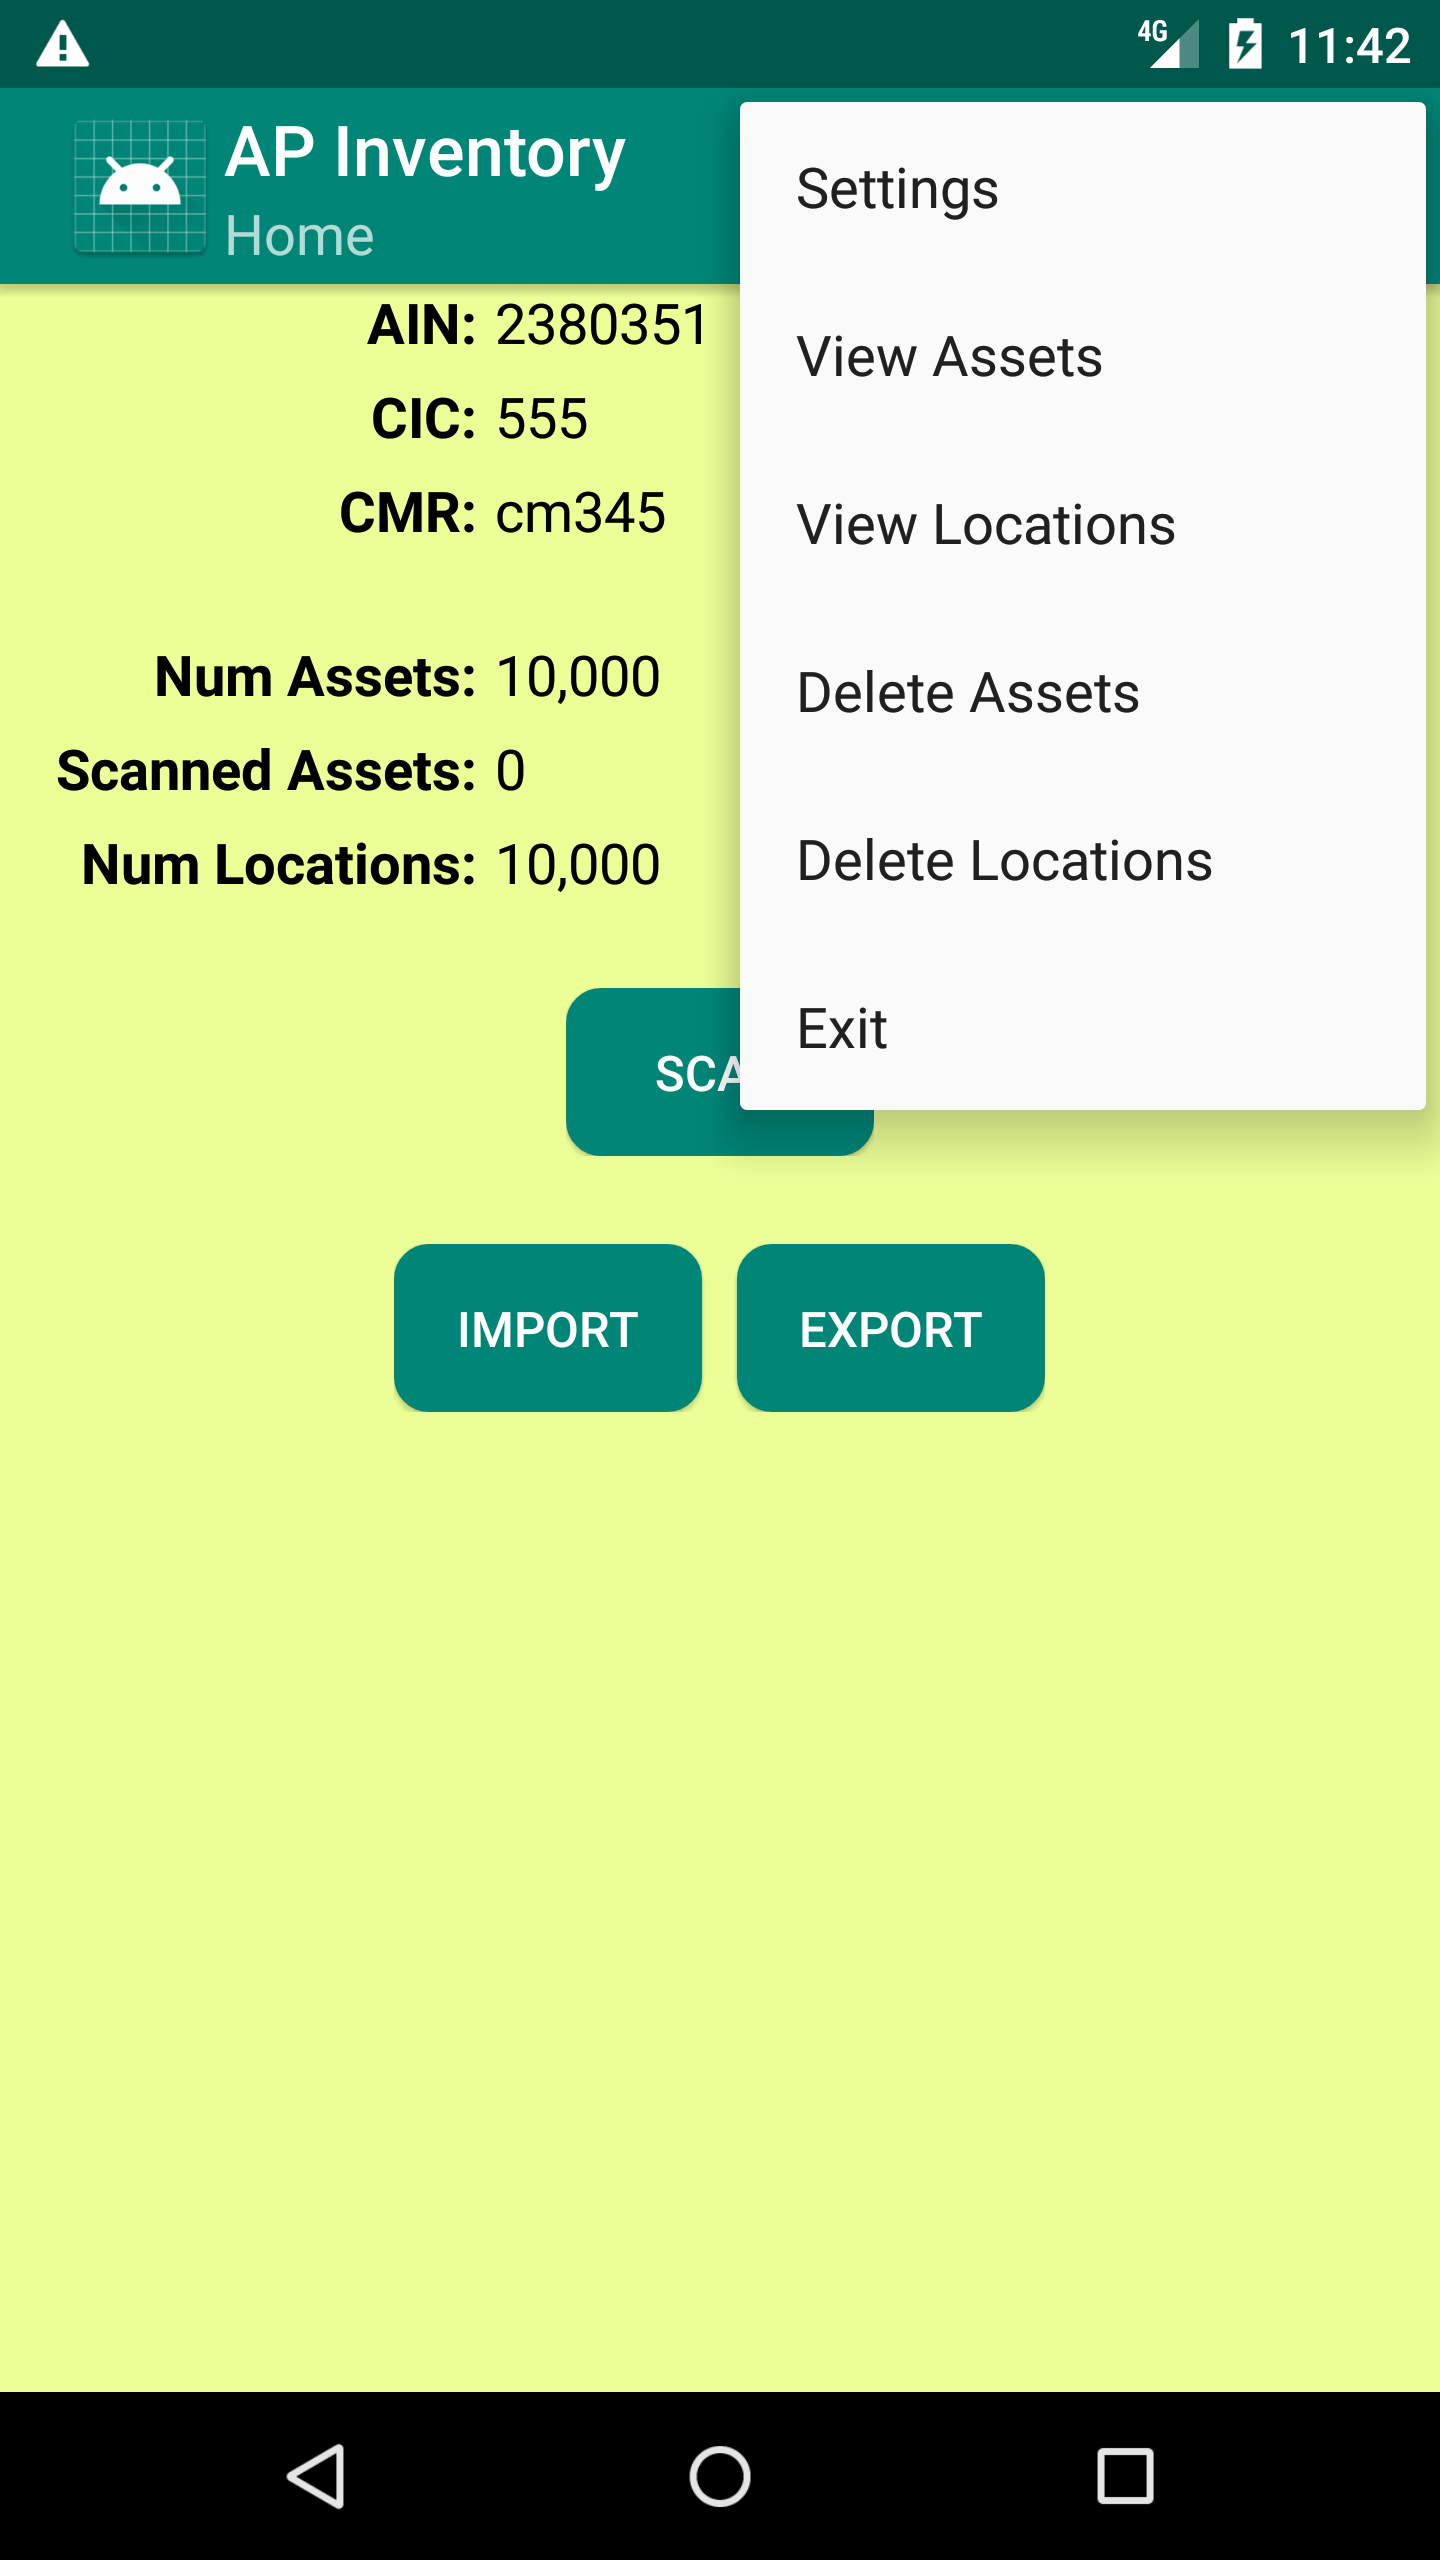 4G 11:42
AP Inventory
Home
Settings
View Assets
View Locations
Delete Assets
Delete Locations
Exit
AIN: 2380351
CIC: 555
CMR: cm345
Num Assets: 10,000
Scanned Assets: 0
Num Locations: 10,000
IMPORT
EXPORT